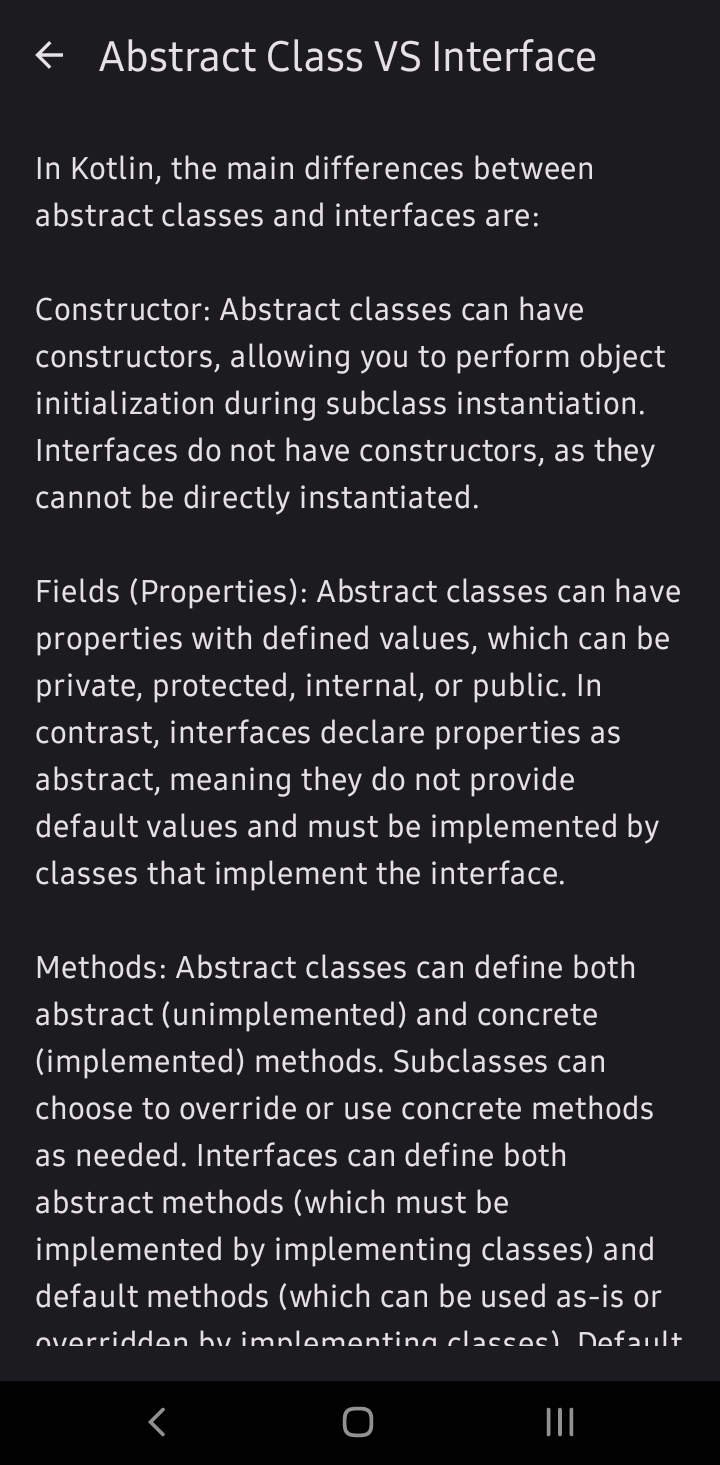 Abstract Class VS Interface
In Kotlin, the main differences between
abstract classes and interfaces are:
Constructor: Abstract classes can have
constructors, allowing you to perform object
initialization during subclass instantiation.
Interfaces do not have constructors, as they
cannot be directly instantiated.
Fields (Properties): Abstract classes can have
properties with defined values, which can be
private, protected, internal, or public. In
contrast, interfaces declare properties as
abstract, meaning they do not provide
default values and must be implemented by
classes that implement the interface.
Methods: Abstract classes can define both
abstract (unimplemented) and concrete
(implemented) methods. Subclasses can
choose to override or use concrete methods
as needed. Interfaces can define both
abstract methods (which must be
implemented by implementing classes) and
default methods (which can be used as-is or
overridden by implementing classes). Default